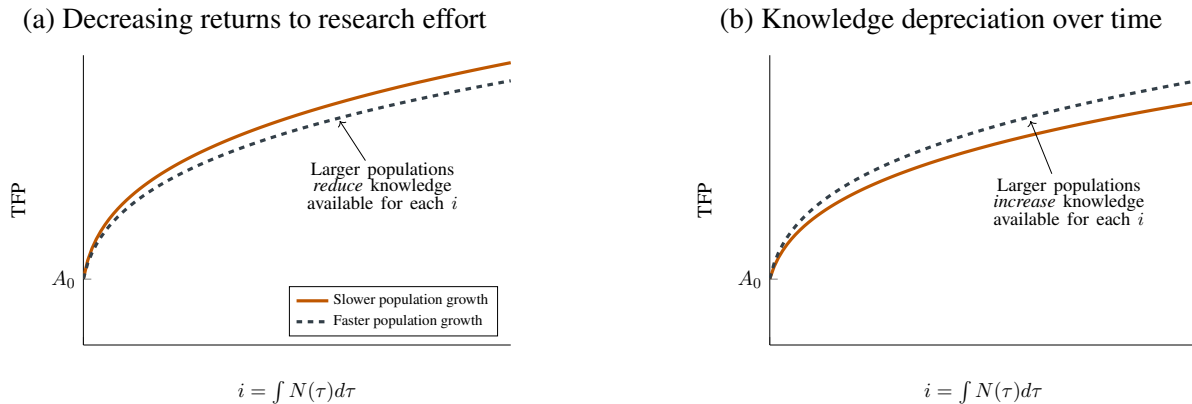 (a) Decreasing returns to research effort
TFP
A₀
Larger populations
reduce knowledge
available for each i
Slower population growth
Faster population growth
i = ∫ N(τ)dτ
(b) Knowledge depreciation over time
TFP
A₀
Larger populations
increase knowledge
available for each i
i = ∫ N(τ)dτ